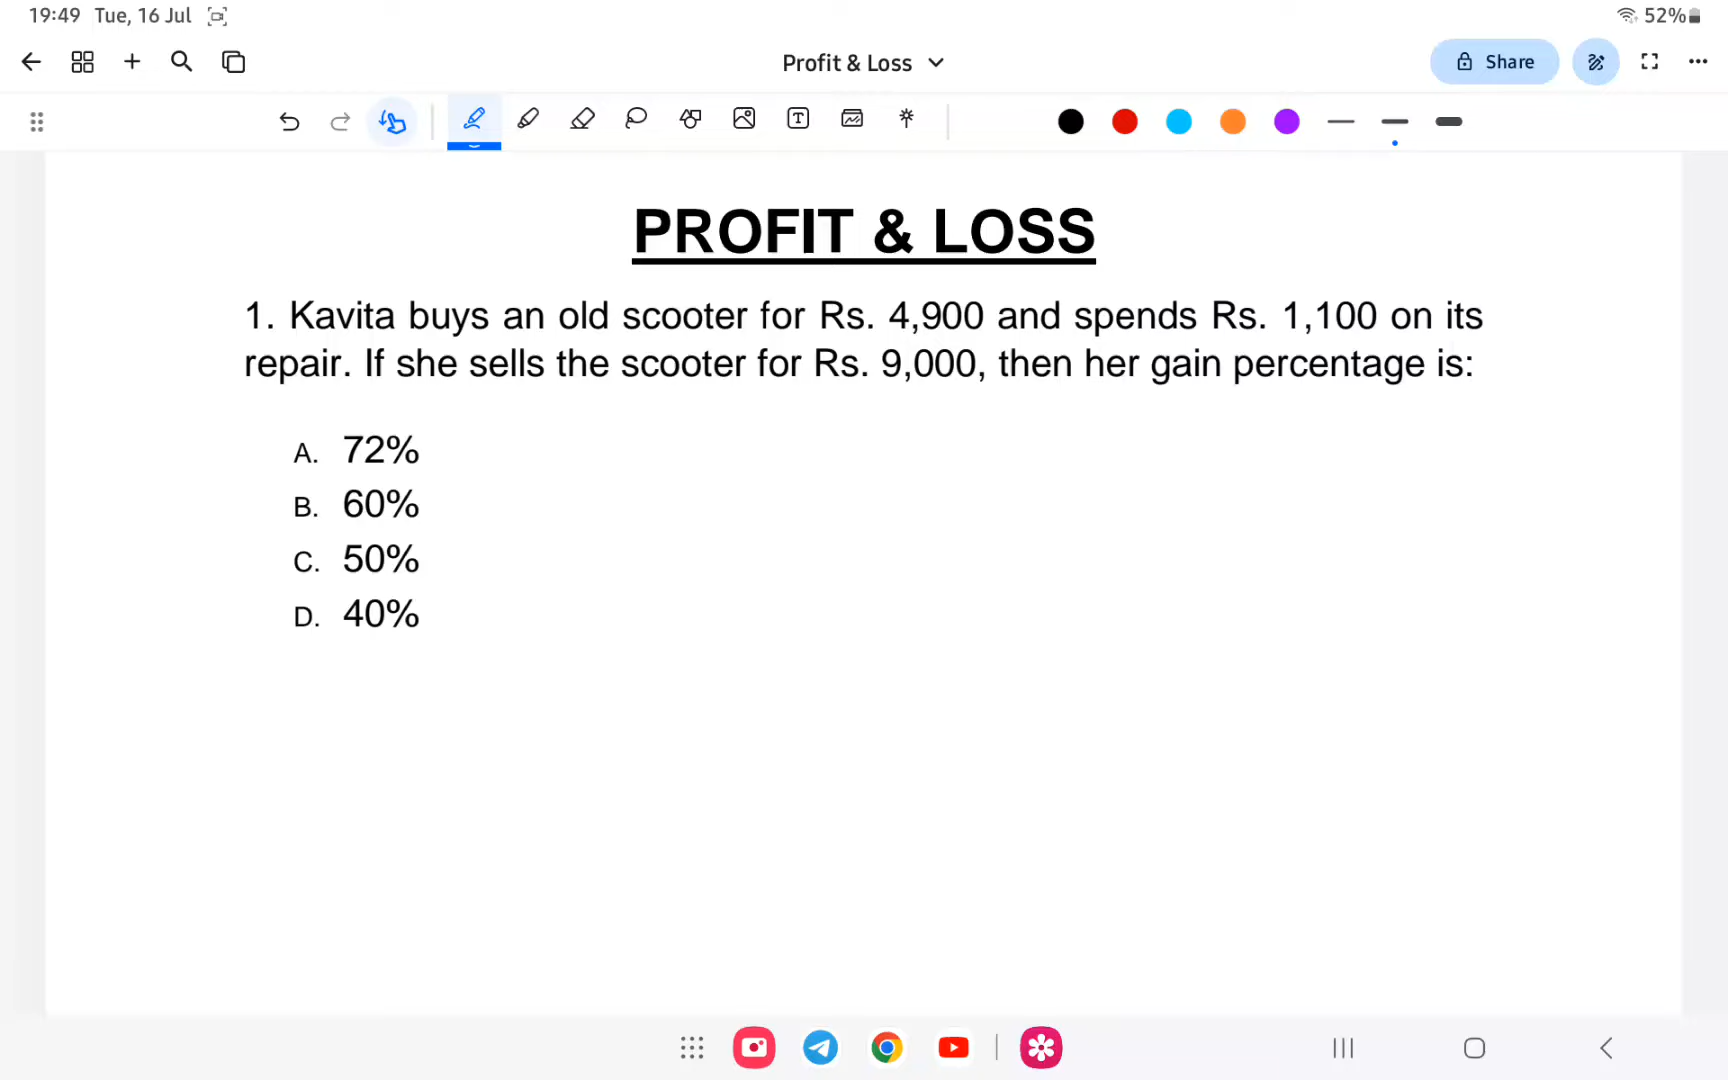 19:49 Tue, 16 Jul 52%
Profit & Loss Share
PROFIT & LOSS
1. Kavita buys an old scooter for Rs. 4,900 and spends Rs. 1,100 on its
repair. If she sells the scooter for Rs. 9,000, then her gain percentage is:
A. 72%
B. 60%
C. 50%
D. 40%